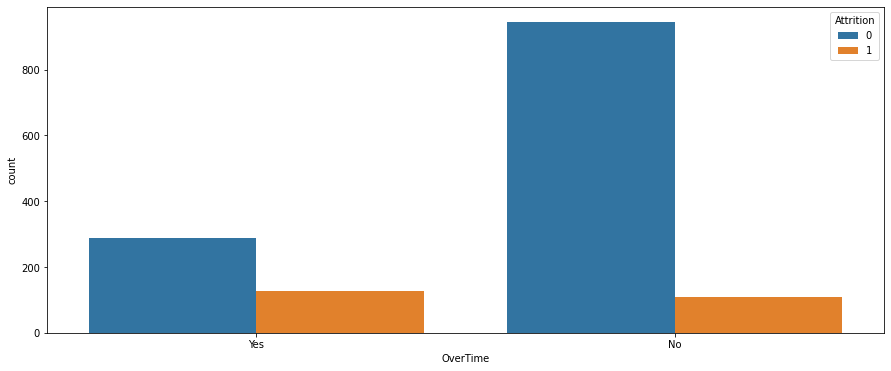 Attrition
0
1
800
600
400
200
0
count
Yes
No
OverTime